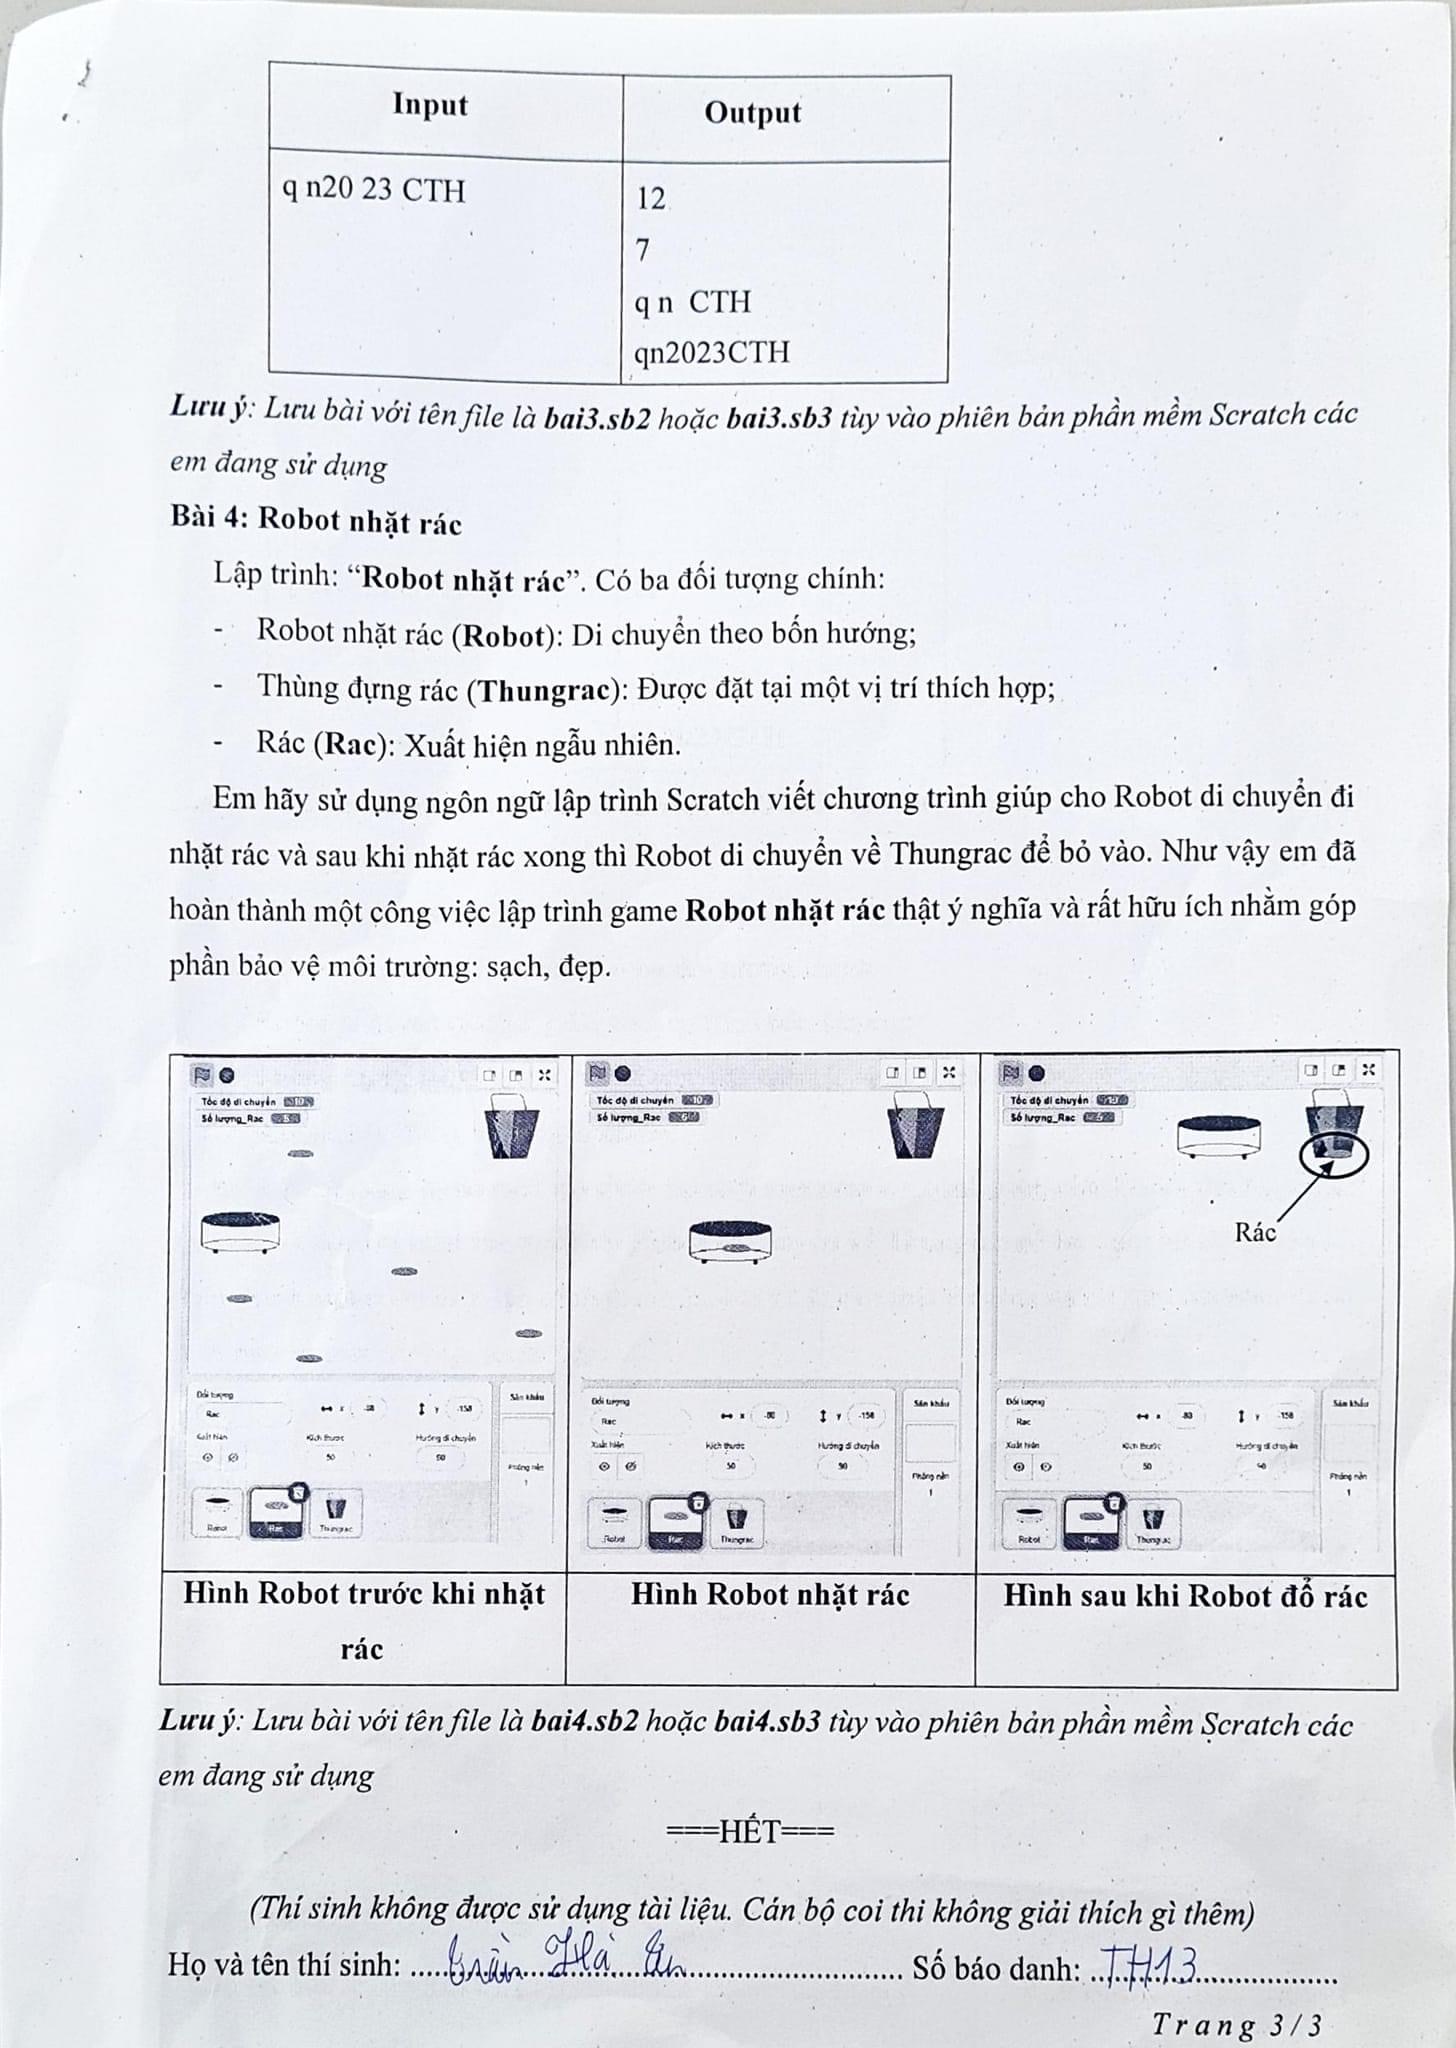 Input Output
q n20 23 CTH 12
7
q n  CTH
qn2023CTH
Lưu ý: Lưu bài với tên file là bai3.sb2 hoặc bai3.sb3 tùy vào phiên bản phần mềm Scratch các
em đang sử dụng
Bài 4: Robot nhặt rác
Lập trình: “Robot nhặt rác”. Có ba đối tượng chính:
- Robot nhặt rác (Robot): Di chuyển theo bốn hướng;
- Thùng đựng rác (Thungrac): Được đặt tại một vị trí thích hợp;
- Rác (Rac): Xuất hiện ngẫu nhiên.
Em hãy sử dụng ngôn ngữ lập trình Scratch viết chương trình giúp cho Robot di chuyển đi
nhặt rác và sau khi nhặt rác xong thì Robot di chuyển về Thungrac để bỏ vào. Như vậy em đã
hoàn thành một công việc lập trình game Robot nhặt rác thật ý nghĩa và rất hữu ích nhằm góp
phần bảo vệ môi trường: sạch, đẹp.
Tốc độ di chuyển 10 Tốc độ di chuyển 10 Tốc độ di chuyển 10
Số lượng_Rac 5 Số lượng_Rac Số lượng_Rac
Rác
Đối tượng Sân khấu Đối tượng Sân khấu Đối tượng Sân khấu
Rac x y -158 Rac x y -158 Rac x y -158
Xuất hiện Kích thước Hướng di chuyển Xuất hiện Kích thước Hướng di chuyển Xuất hiện Kích thước Hướng di chuyển
50 90 Phông nền 50 90 Phông nền 50 90 Phông nền
1 1 1
Robot Rac Thungrac Robot Rac Thungrac Robot Rac Thungrac
Hình Robot trước khi nhặt Hình Robot nhặt rác Hình sau khi Robot đổ rác
rác
Lưu ý: Lưu bài với tên file là bai4.sb2 hoặc bai4.sb3 tùy vào phiên bản phần mềm Scratch các
em đang sử dụng
===HẾT===
(Thí sinh không được sử dụng tài liệu. Cán bộ coi thi không giải thích gì thêm)
Họ và tên thí sinh: Trần Hà Ân Số báo danh: TH13
Trang 3/3